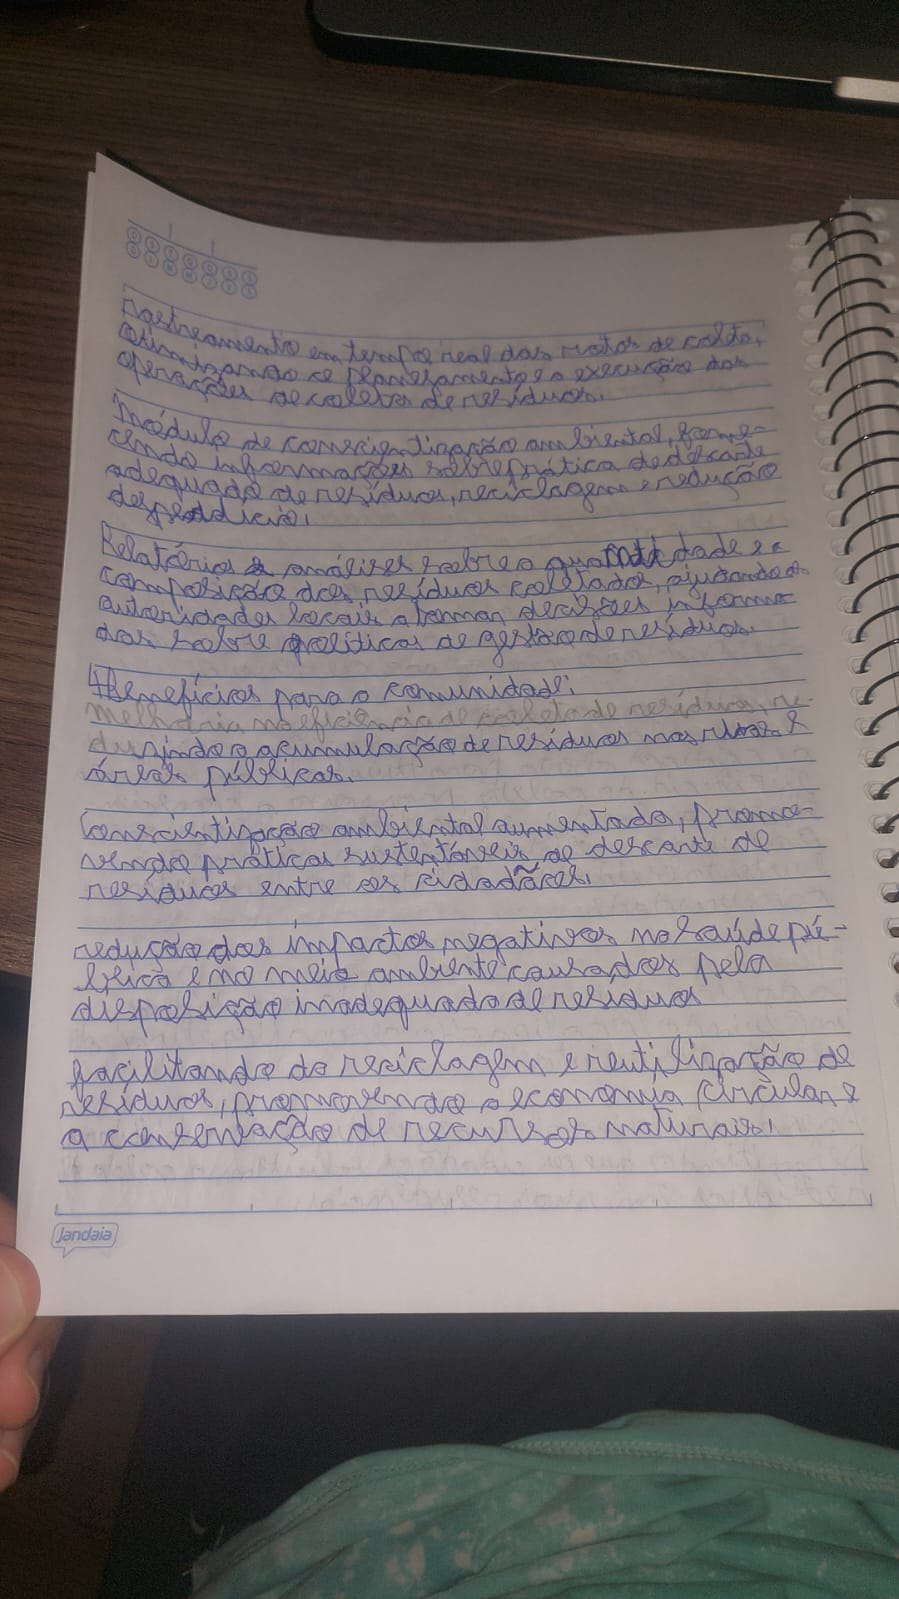 Rastreamento em tempo real das rotas de colta,
otimizando o planejamento e a execução das
operações de coleta de resíduos.
Módulo de conscientização ambiental, forne-
cendo informações sobre prática de descarte
adequado de resíduos, reciclagem e redução
desperdício,
Relatórios e análises sobre a quantidade e a
composição dos resíduos coletados, ajudando as
autoridades locais a tomar decisões informa
das sobre políticas de gestão de resíduos.
Benefícios para a comunidade:
Melhoria na eficiência de coleta de resíduos, re-
duzindo a acumulação de resíduos nas ruas e
áreas públicas.
Conscientização ambiental aumentada, promo-
vendo práticas sustentáveis de descarte de
resíduos entre os cidadãos.
redução dos impactos negativos na saúde pú-
blica e no meio ambiente causados pela
disposição inadequada de resíduos
facilitando da reciclagem e reutilização de
resíduos, promovendo a economia circular e
a conservação de recursos naturais.
Jandaia